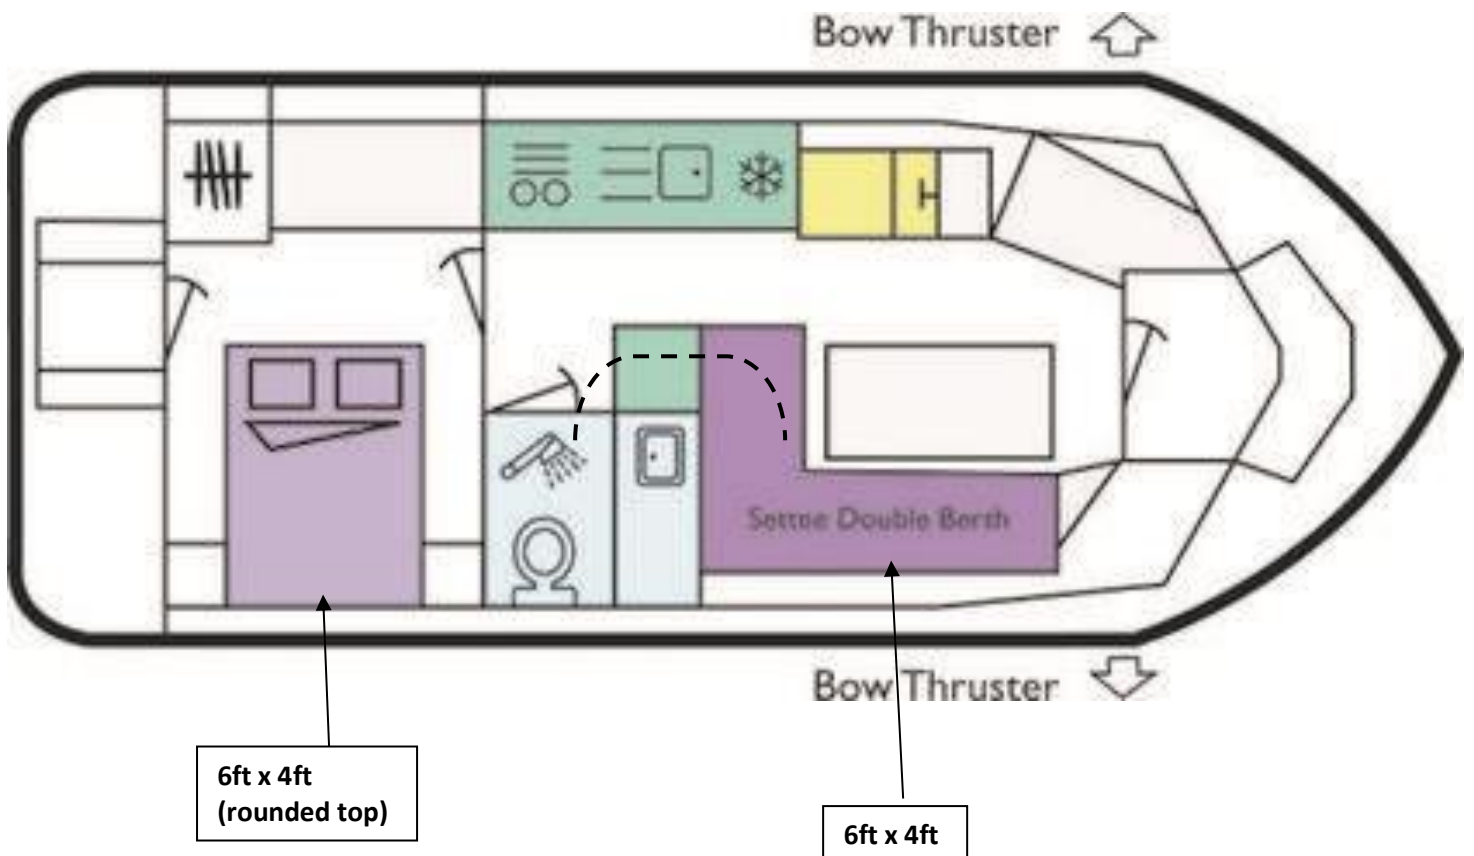 Bow Thruster
Settee Double Berth
Bow Thruster
6ft x 4ft
(rounded top)
6ft x 4ft